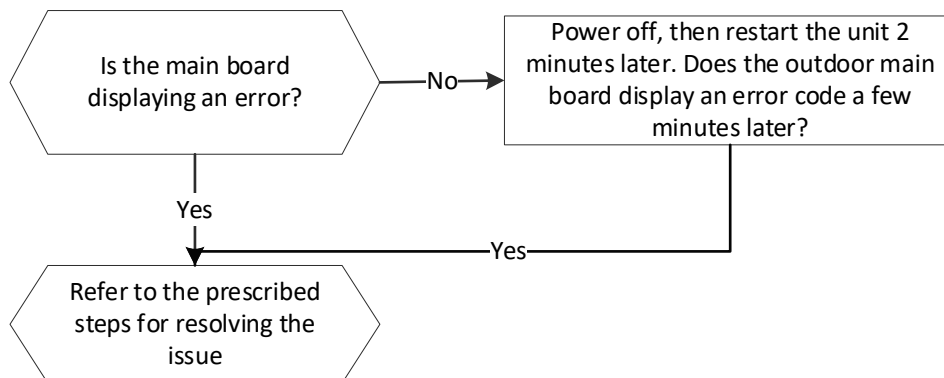 Is the main board
displaying an error?
No
Power off, then restart the unit 2
minutes later. Does the outdoor main
board display an error code a few
minutes later?
Yes
Yes
Refer to the prescribed
steps for resolving the
issue